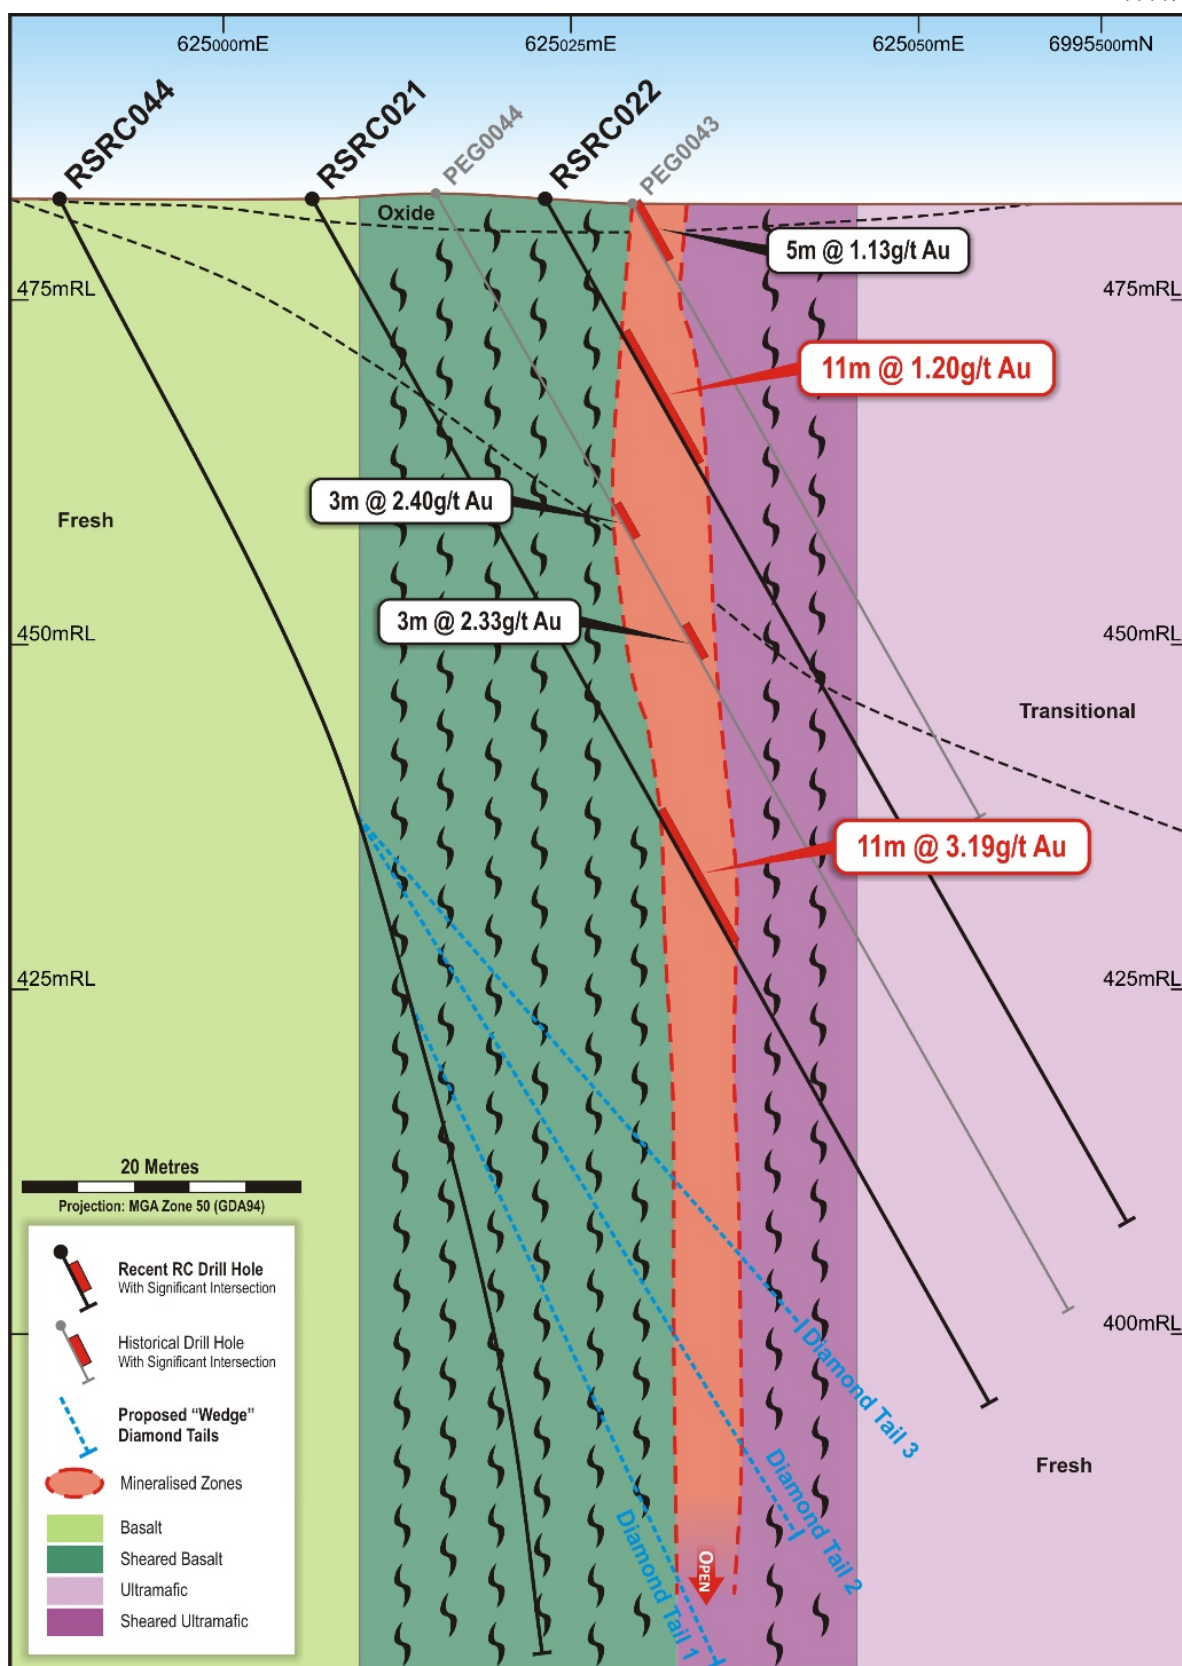 625000mE
625025mE
625050mE
6995500mN
RSRC044
RSRC021
PEG0044
RSRC022
PEG0043
Oxide
5m @ 1.13g/t Au
475mRL
475mRL
11m @ 1.20g/t Au
3m @ 2.40g/t Au
Fresh
3m @ 2.33g/t Au
450mRL
450mRL
Transitional
11m @ 3.19g/t Au
425mRL
425mRL
20 Metres
Projection: MGA Zone 50 (GDA94)
400mRL
Diamond Tail 3
Diamond Tail 2
Diamond Tail 1
Fresh
OPEN
Recent RC Drill Hole
With Significant Intersection
Historical Drill Hole
With Significant Intersection
Proposed “Wedge”
Diamond Tails
Mineralised Zones
Basalt
Sheared Basalt
Ultramafic
Sheared Ultramafic